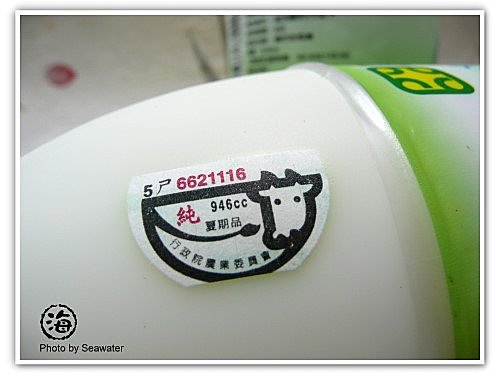 5ㄕ 6621116
純 946cc
夏期品
行政院農業委員會
海
Photo by Seawater